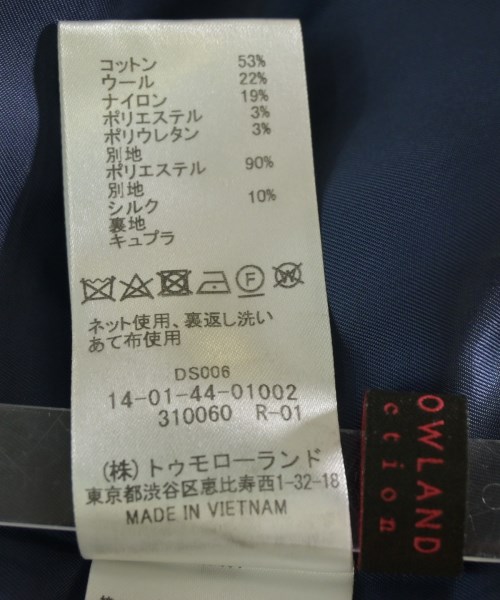 コットン 53%
ウール 22%
ナイロン 19%
ポリエステル 3%
ポリウレタン 3%
別地
ポリエステル 90%
別地
シルク 10%
裏地
キュプラ
F
W
ネット使用、裏返し洗い
あて布使用
DS006
14-01-44-01002
310060 R-01
(株)トゥモローランド
東京都渋谷区恵比寿西1-32-18
MADE IN VIETNAM
OWLAND
ction